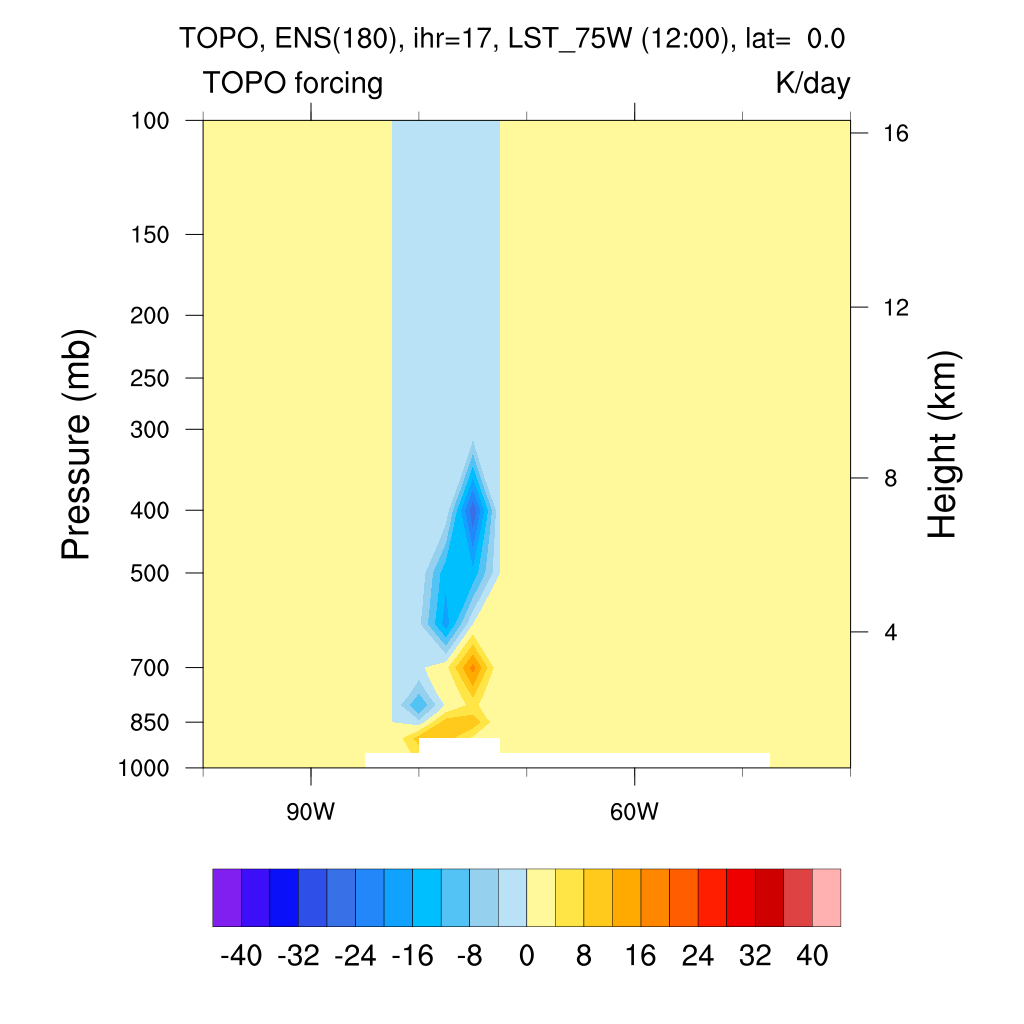 TOPO, ENS(180), ihr=17, LST_75W (12:00), lat=  0.0
TOPO forcing
K/day
100
150
200
250
300
400
500
700
850
1000
Pressure (mb)
16
12
8
4
Height (km)
90W
60W
-40 -32 -24 -16 -8 0 8 16 24 32 40